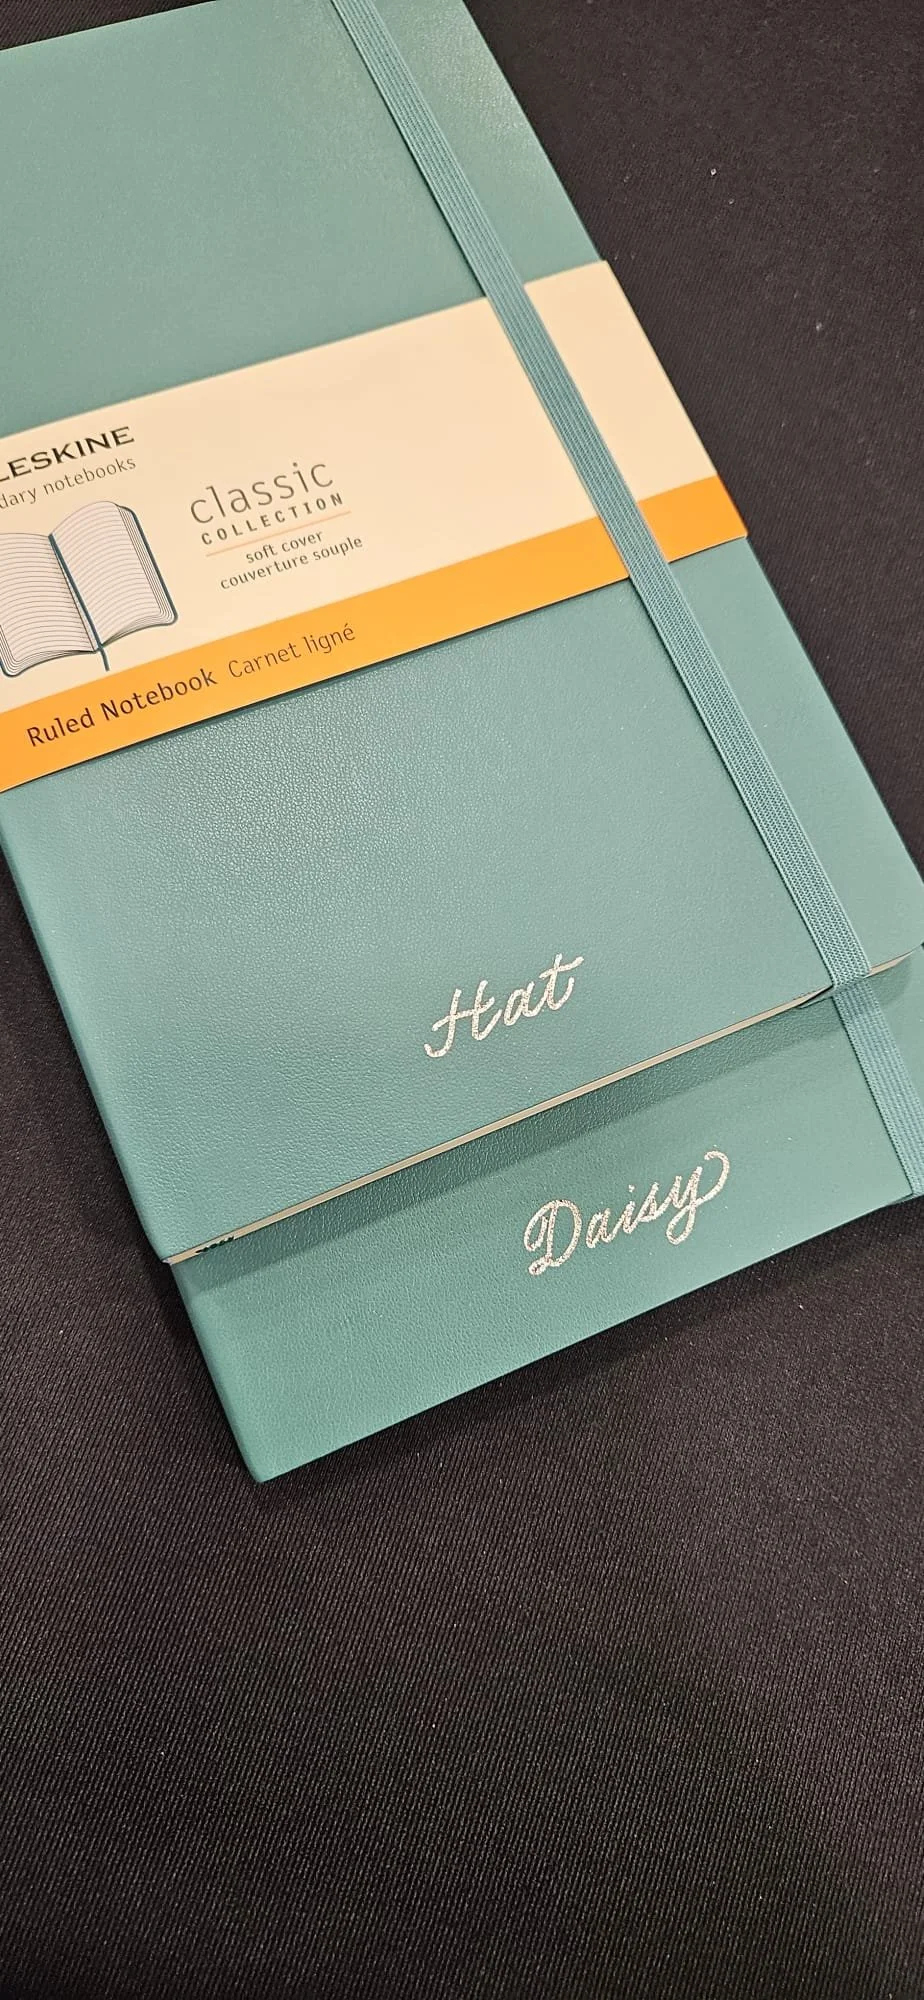 LESKINE
dary notebooks
classic
COLLECTION
soft cover
couverture souple
Ruled Notebook Carnet ligné
Hat
Daisy